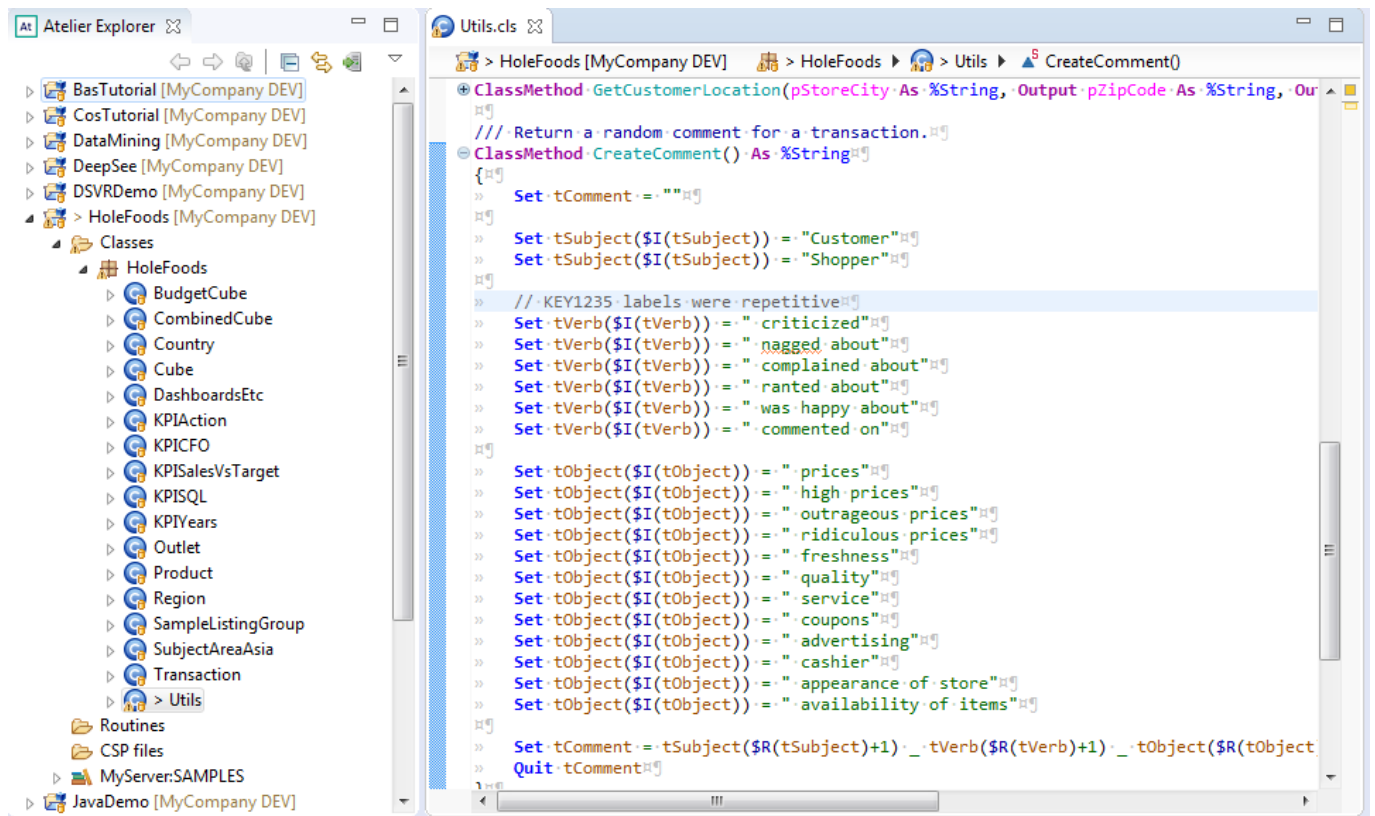 Atelier Explorer
BasTutorial [MyCompany DEV]
CosTutorial [MyCompany DEV]
DataMining [MyCompany DEV]
DeepSee [MyCompany DEV]
DSVRDemo [MyCompany DEV]
> HoleFoods [MyCompany DEV]
Classes
HoleFoods
BudgetCube
CombinedCube
Country
Cube
DashboardsEtc
KPIAction
KPICFO
KPISalesVsTarget
KPISQL
KPIYears
Outlet
Product
Region
SampleListingGroup
SubjectAreaAsia
Transaction
> Utils
Routines
CSP files
MyServer:SAMPLES
JavaDemo [MyCompany DEV]
Utils.cls
> HoleFoods [MyCompany DEV] > HoleFoods > Utils CreateComment()
ClassMethod GetCustomerLocation(pStoreCity As %String, Output pZipCode As %String, Ou
/// Return a random comment for a transaction.
ClassMethod CreateComment() As %String
{
Set tComment = ""
Set tSubject($I(tSubject)) = "Customer"
Set tSubject($I(tSubject)) = "Shopper"
// KEY1235 labels were repetitive
Set tVerb($I(tVerb)) = " criticized"
Set tVerb($I(tVerb)) = " nagged about"
Set tVerb($I(tVerb)) = " complained about"
Set tVerb($I(tVerb)) = " ranted about"
Set tVerb($I(tVerb)) = " was happy about"
Set tVerb($I(tVerb)) = " commented on"
Set tObject($I(tObject)) = " prices"
Set tObject($I(tObject)) = " high prices"
Set tObject($I(tObject)) = " outrageous prices"
Set tObject($I(tObject)) = " ridiculous prices"
Set tObject($I(tObject)) = " freshness"
Set tObject($I(tObject)) = " quality"
Set tObject($I(tObject)) = " service"
Set tObject($I(tObject)) = " coupons"
Set tObject($I(tObject)) = " advertising"
Set tObject($I(tObject)) = " cashier"
Set tObject($I(tObject)) = " appearance of store"
Set tObject($I(tObject)) = " availability of items"
Set tComment = tSubject($R(tSubject)+1) _ tVerb($R(tVerb)+1) _ tObject($R(tObject
Quit tComment
}